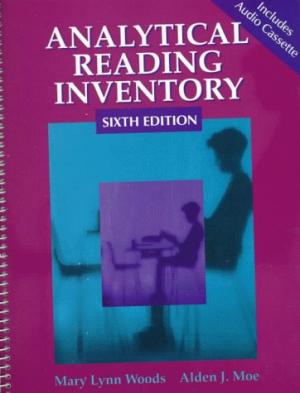 Includes
Audio Cassette
ANALYTICAL
READING
INVENTORY
SIXTH EDITION
Mary Lynn Woods Alden J. Moe